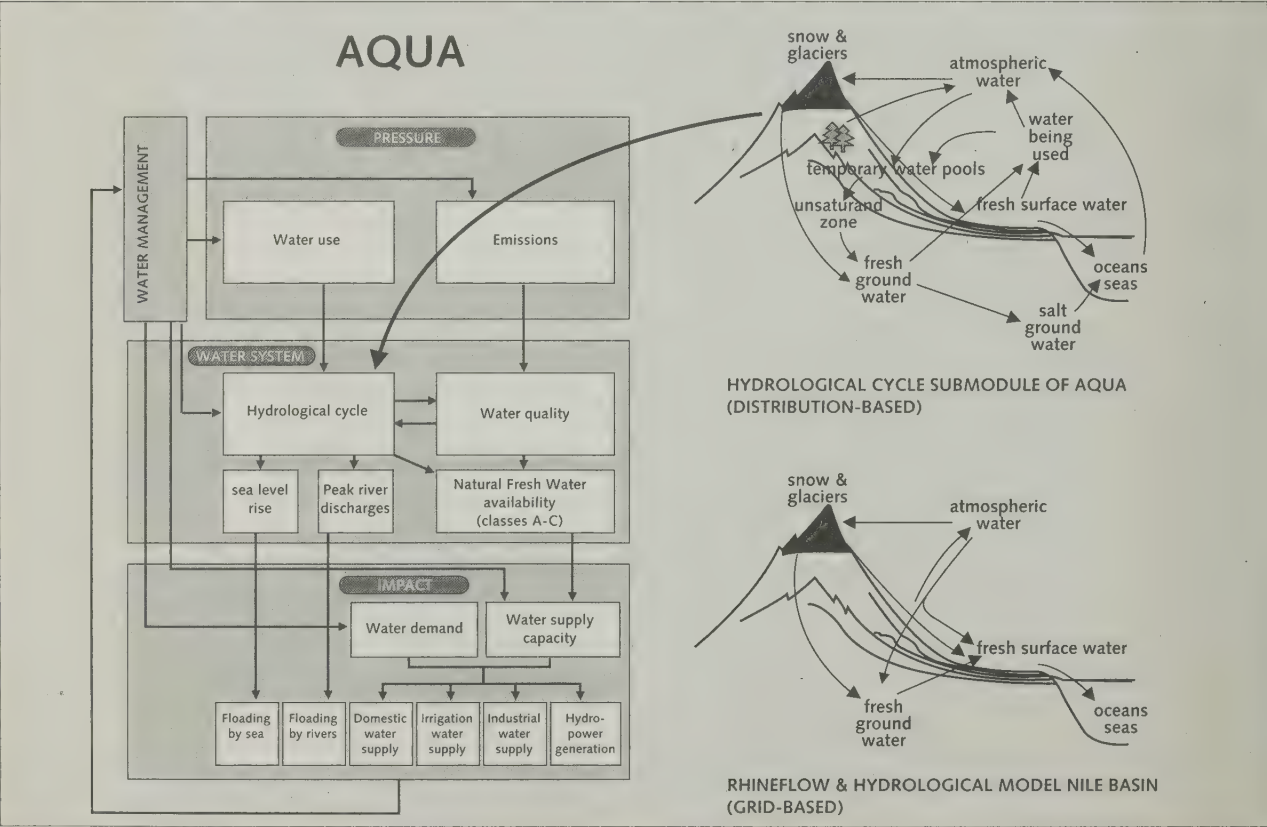 AQUA
WATER MANAGEMENT
PRESSURE
Water use
Emissions
WATER SYSTEM
Hydrological cycle
Water quality
sea level
rise
Peak river
discharges
Natural Fresh Water
availability
(classes A-C)
IMPACT
Water demand
Water supply
capacity
Floading
by sea
Floading
by rivers
Domestic
water
supply
Irrigation
water
supply
Industrial
water
supply
Hydro-
power
generation
snow &
glaciers
atmospheric
water
water
being
used
temporary water pools
unsaturand
zone
fresh surface water
fresh
ground
water
oceans
seas
salt
ground
water
HYDROLOGICAL CYCLE SUBMODULE OF AQUA
(DISTRIBUTION-BASED)
snow &
glaciers
atmospheric
water
fresh surface water
fresh
ground
water
oceans
seas
RHINEFLOW & HYDROLOGICAL MODEL NILE BASIN
(GRID-BASED)